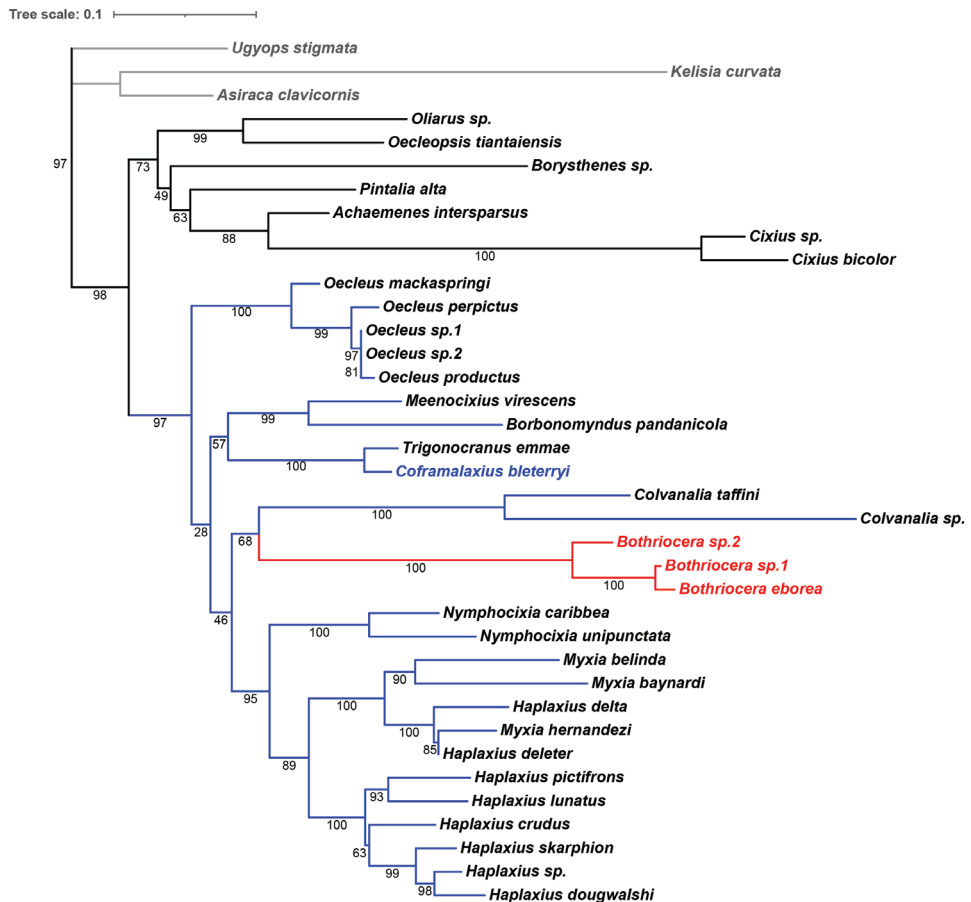 Tree scale: 0.1
Ugyops stigmata
Kelisia curvata
Asiraca clavicornis
Oliarus sp.
99
Oecleopsis tiantaiensis
97
73
Borysthenes sp.
49
Pintalia alta
63
Achaemenes intersparsus
88
Cixius sp.
100
Cixius bicolor
98
Oecleus mackaspringi
100
Oecleus perpictus
99
Oecleus sp.1
97
Oecleus sp.2
81
Oecleus productus
Meenocixius virescens
97
99
Borbonomyndus pandanicola
57
Trigonocranus emmae
100
Coframalaxius bleterryi
Colvanalia taffini
100
Colvanalia sp.
28
68
Bothriocera sp.2
100
Bothriocera sp.1
100
Bothriocera eborea
46
Nymphocixia caribbea
100
Nymphocixia unipunctata
Myxia belinda
90
Myxia baynardi
95
100
Haplaxius delta
100
Myxia hernandezi
85
Haplaxius deleter
89
Haplaxius pictifrons
93
Haplaxius lunatus
100
Haplaxius crudus
63
Haplaxius skarphion
99
Haplaxius sp.
98
Haplaxius dougwalshi